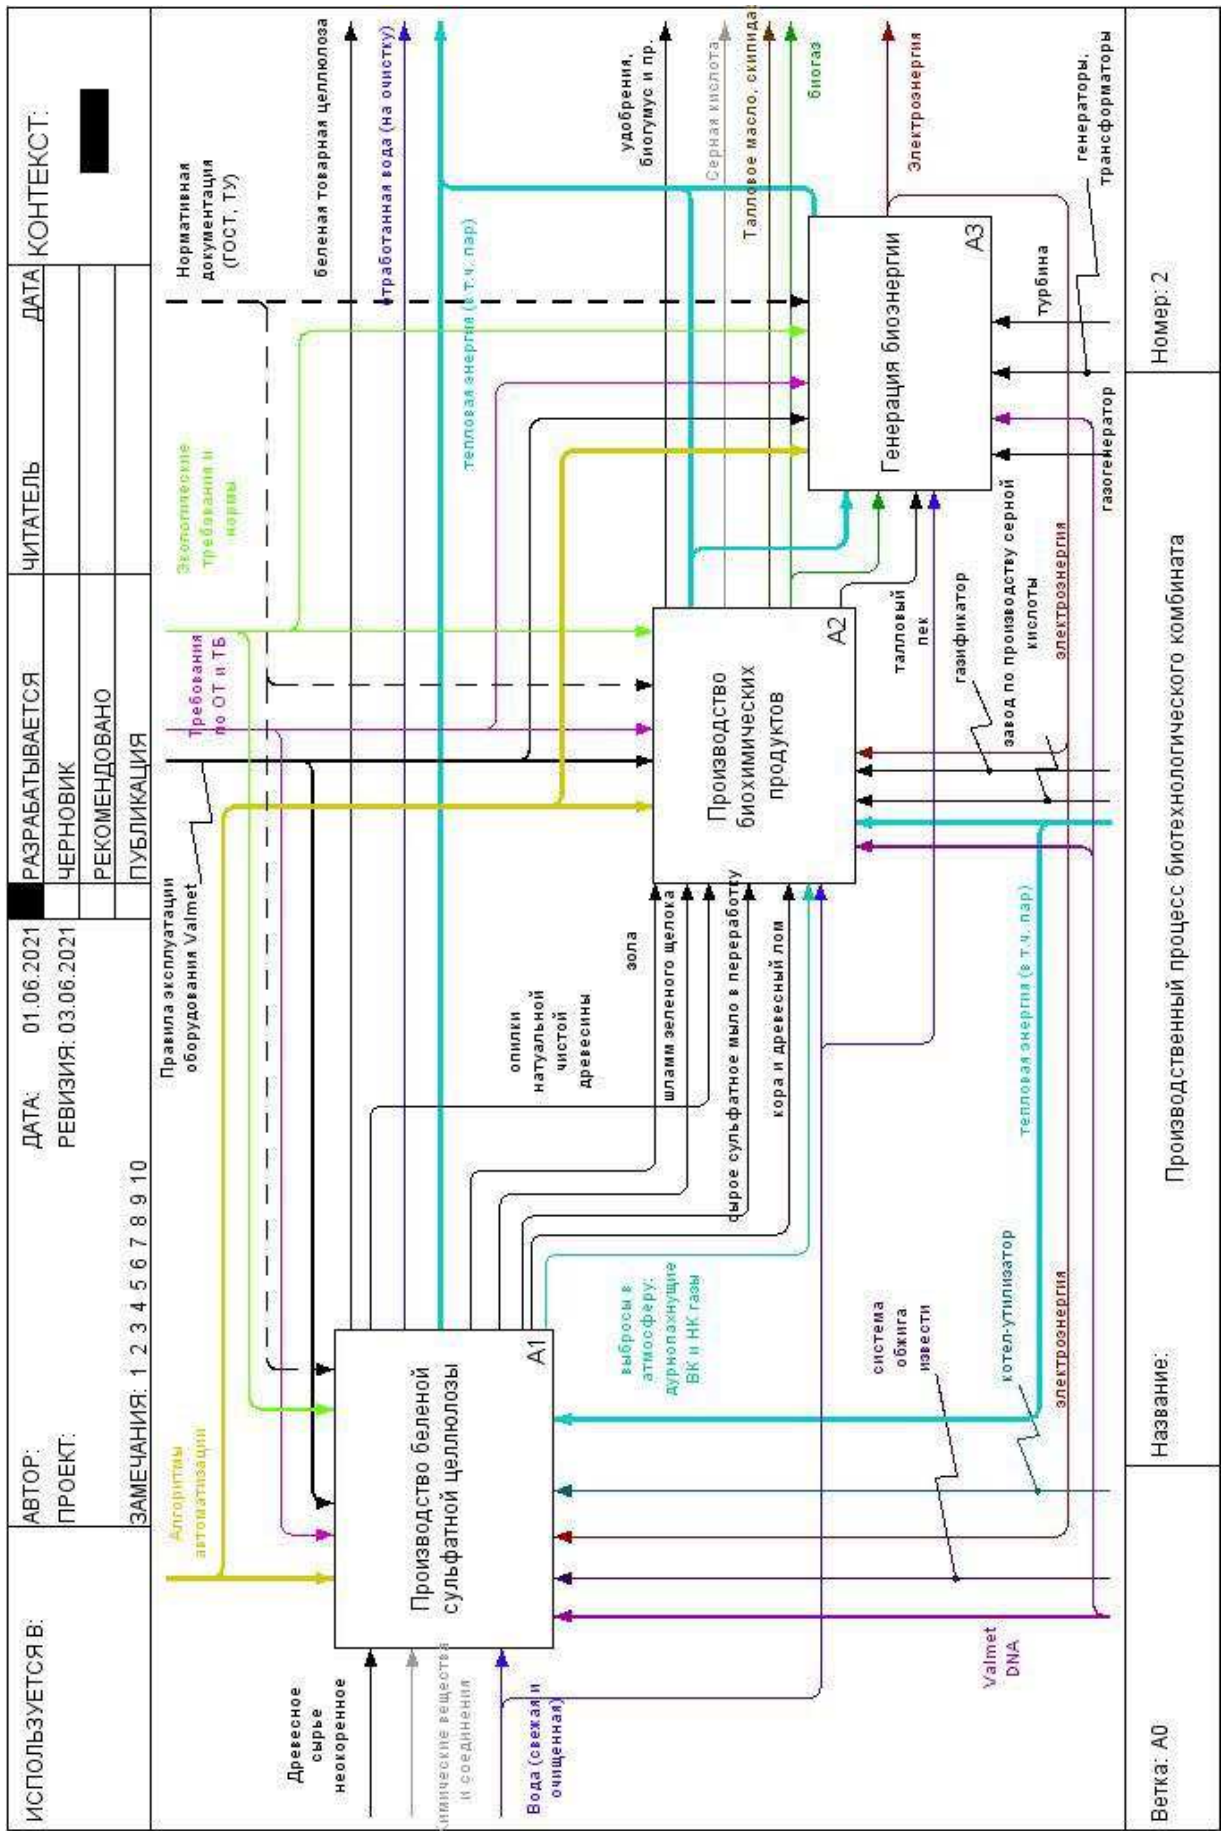 ИСПОЛЬЗУЕТСЯ В:
АВТОР:
ПРОЕКТ:
ДАТА: 01.06.2021
РЕВИЗИЯ: 03.06.2021
ЗАМЕЧАНИЯ: 1 2 3 4 5 6 7 8 9 10
РАЗРАБАТЫВАЕТСЯ
ЧЕРНОВИК
РЕКОМЕНДОВАНО
ПУБЛИКАЦИЯ
ЧИТАТЕЛЬ
ДАТА
КОНТЕКСТ:
Алгоритмы
автоматизации
Правила эксплуатации
оборудования Valmet
Требования
по ОТ и ТБ
Экологические
требования и
нормы
Нормативная
документация
(ГОСТ, ТУ)
беленая товарная целлюлоза
отработанная вода (на очистку)
тепловая энергия (в т.ч. пар)
Древесное
сырье
неокоренное
химические вещества
и соединения
Вода (свежая и
очищенная)
Производство беленой
сульфатной целлюлозы
A1
опилки
натуальной
чистой
древесины
зола
шламм зеленого щелока
сырое сульфатное мыло в переработку
кора и древесный лом
выбросы в
атмосферу:
дурнопахнущие
ВК и НК газы
Производство
биохимических
продуктов
A2
удобрения,
биогумус и пр.
Серная кислота
Талловое масло, скипида
биогаз
талловый
пек
Генерация биоэнергии
A3
Электроэнергия
генераторы,
трансформаторы
турбина
газогенератор
газификатор
завод по производству серной
кислоты
электроэнергия
тепловая энергия (в т.ч. пар)
система
обжига
извести
котел-утилизатор
электроэнергия
Valmet
DNA
Ветка: A0
Название:
Производственный процесс биотехнологического комбината
Номер: 2